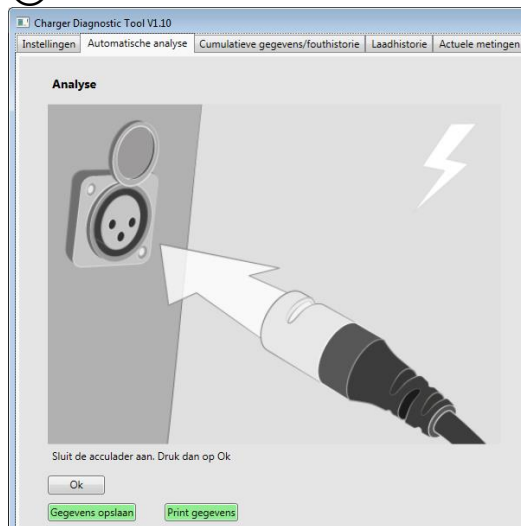 Charger Diagnostic Tool V1.10
Instellingen Automatische analyse Cumulatieve gegevens/fouthistorie Laadhistorie Actuele metingen
Analyse
Sluit de acculader aan. Druk dan op Ok
Ok
Gegevens opslaan Print gegevens